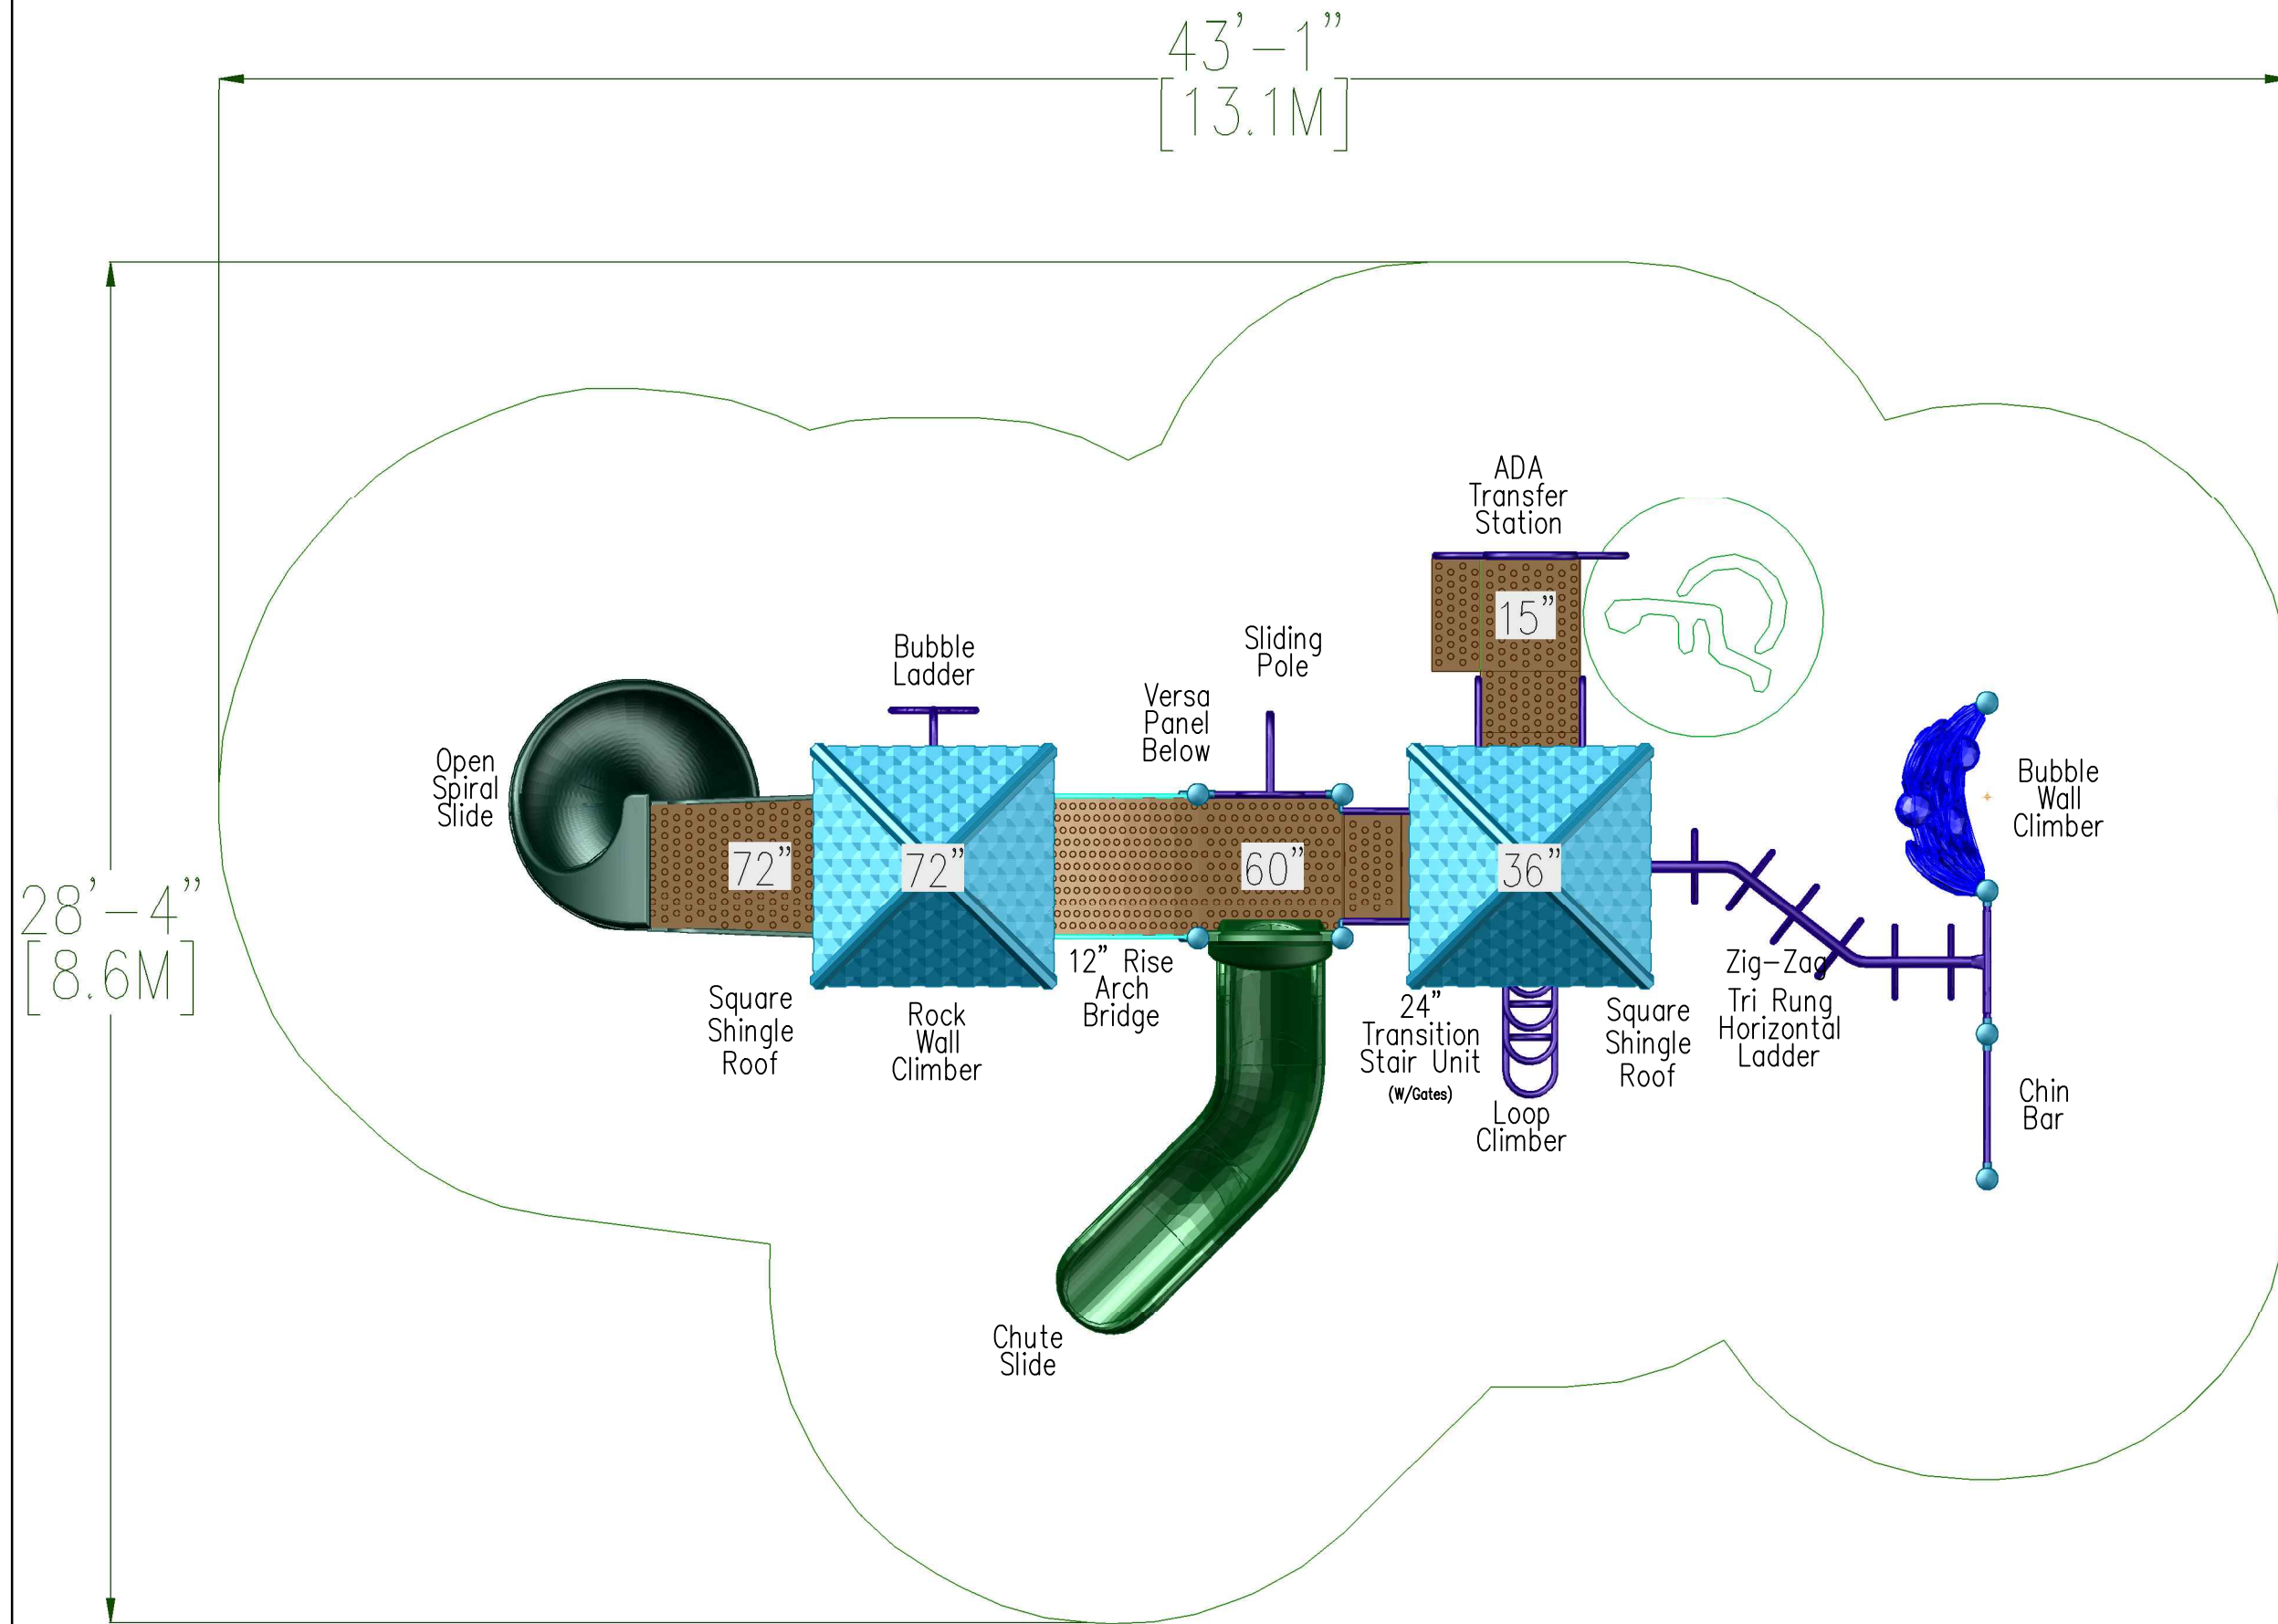 43'-1"
[13.1M]
28'-4"
[8.6M]
ADA
Transfer
Station
15"
Bubble
Ladder
Sliding
Pole
Versa
Panel
Below
Open
Spiral
Slide
Bubble
Wall
Climber
72"
72"
60"
36"
Square
Shingle
Roof
Rock
Wall
Climber
12" Rise
Arch
Bridge
24"
Transition
Stair Unit
(W/Gates)
Loop
Climber
Square
Shingle
Roof
Zig-Zag
Tri Rung
Horizontal
Ladder
Chin
Bar
Chute
Slide